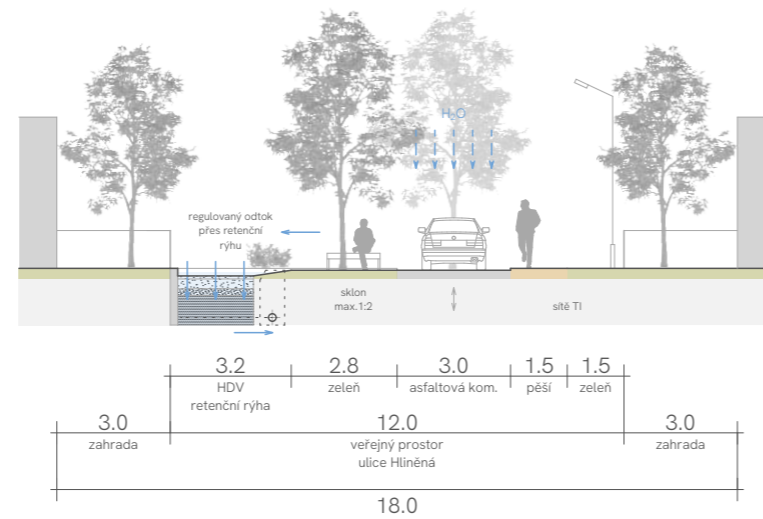 H₂O
regulovaný odtok
přes retenční
rýhu
sklon
max.1:2
sítě TI
3.2 2.8 3.0 1.5 1.5
HDV zeleň asfaltová kom. pěší zeleň
retenční rýha
3.0 12.0 3.0
zahrada veřejný prostor zahrada
ulice Hliněná
18.0